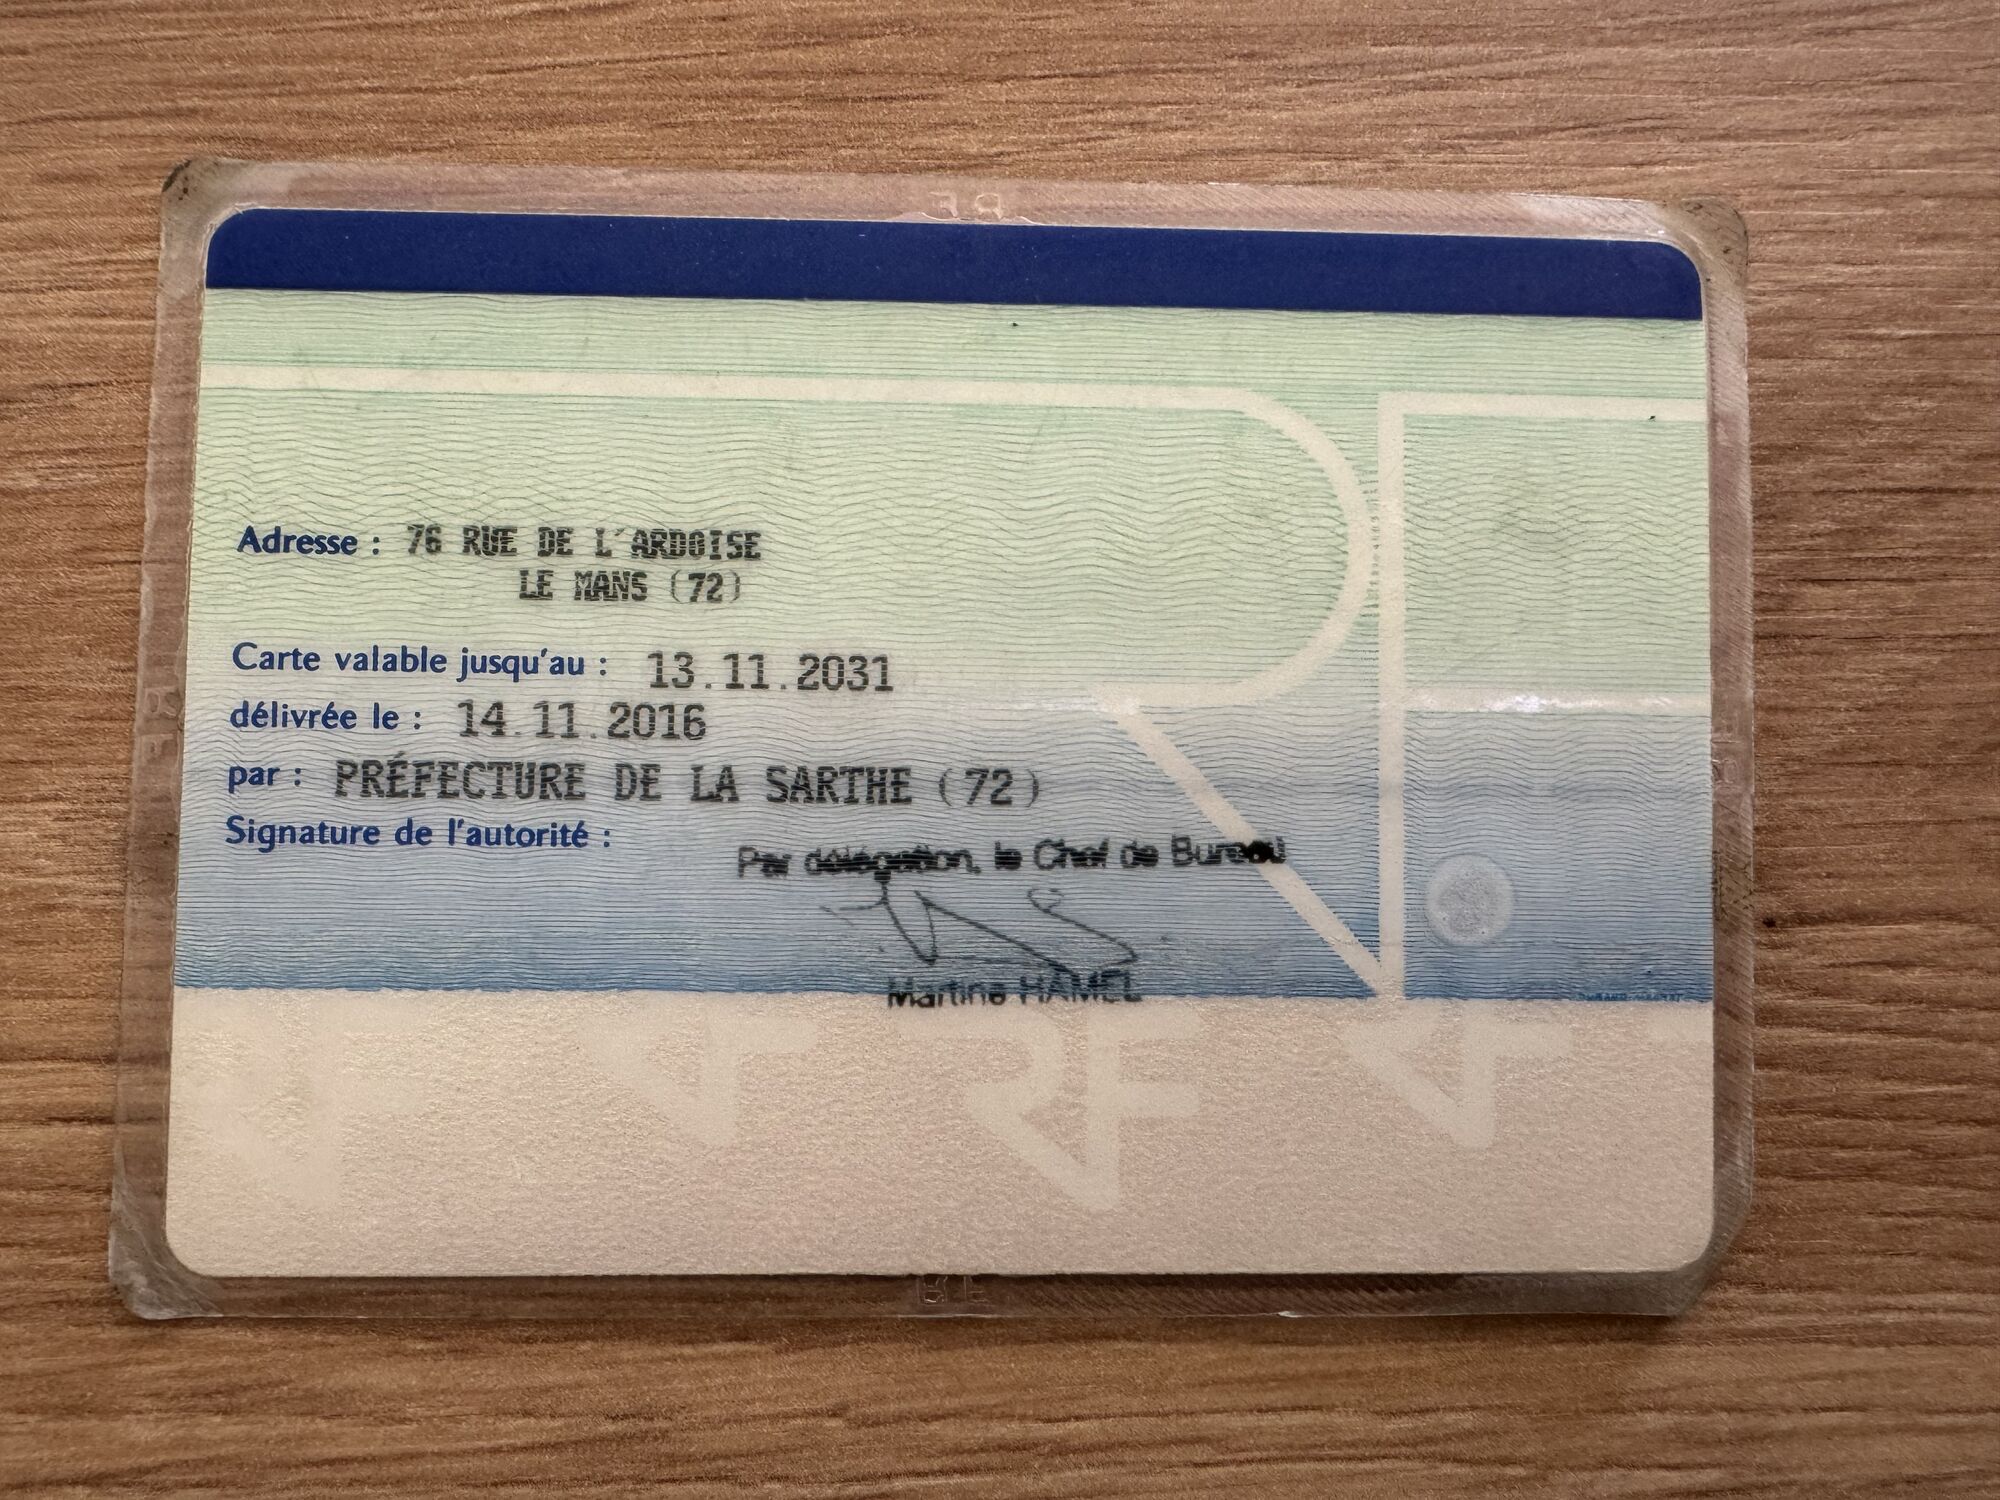 Adresse : 76 RUE DE L'ARDOISE
LE MANS (72)
Carte valable jusqu'au : 13.11.2031
délivrée le : 14.11.2016
par : PRÉFECTURE DE LA SARTHE (72)
Signature de l'autorité :
Par délégation, le Chef de Bureau
Martine HAMEL
RF